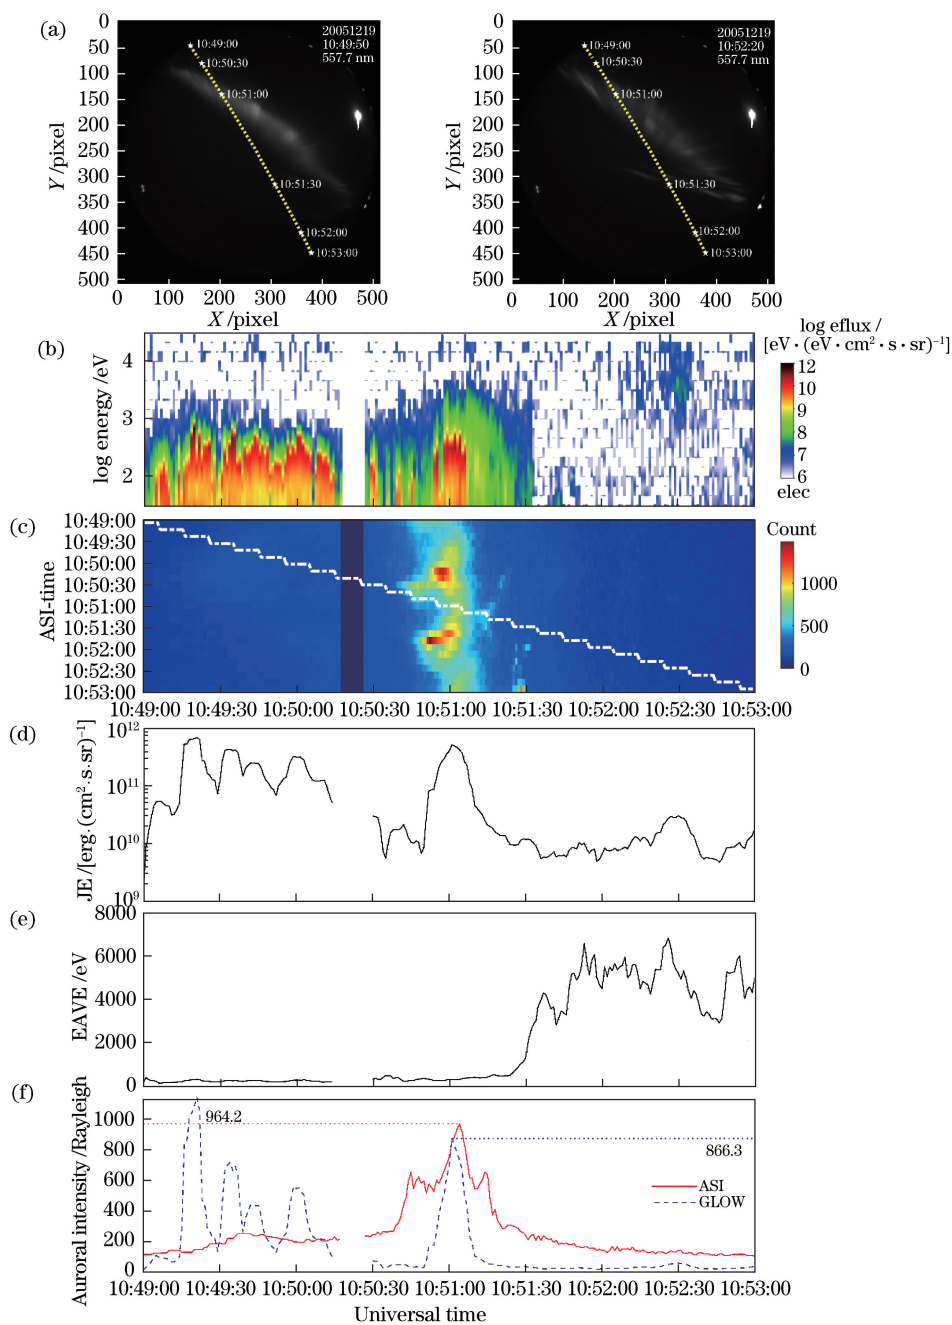 (a)
0
50
100
150
200
250
300
350
400
450
500
Y/pixel
20051219
10:49:50
557.7 nm
10:49:00
10:50:30
10:51:00
10:51:30
10:52:00
10:53:00
0 100 200 300 400 500
X/pixel
0
50
100
150
200
250
300
350
400
450
500
Y/pixel
20051219
10:52:20
557.7 nm
10:49:00
10:50:30
10:51:00
10:51:30
10:52:00
10:53:00
0 100 200 300 400 500
X/pixel
(b)
log energy /eV
4
3
2
log eflux /
[eV·(eV·cm²·s·sr)⁻¹]
12
10
9
8
7
6
elec
(c)
ASI-time
10:49:00
10:49:30
10:50:00
10:50:30
10:51:00
10:51:30
10:52:00
10:52:30
10:53:00
Count
1000
500
0
10:49:00 10:49:30 10:50:00 10:50:30 10:51:00 10:51:30 10:52:00 10:52:30 10:53:00
(d)
JE/[erg·(cm²·s·sr)⁻¹]
10¹²
10¹¹
10¹⁰
10⁹
(e)
EAVE /eV
8000
6000
4000
2000
0
(f)
Auroral intensity /Rayleigh
1000
800
600
400
200
0
964.2
866.3
ASI
GLOW
10:49:00 10:49:30 10:50:00 10:50:30 10:51:00 10:51:30 10:52:00 10:52:30 10:53:00
Universal time